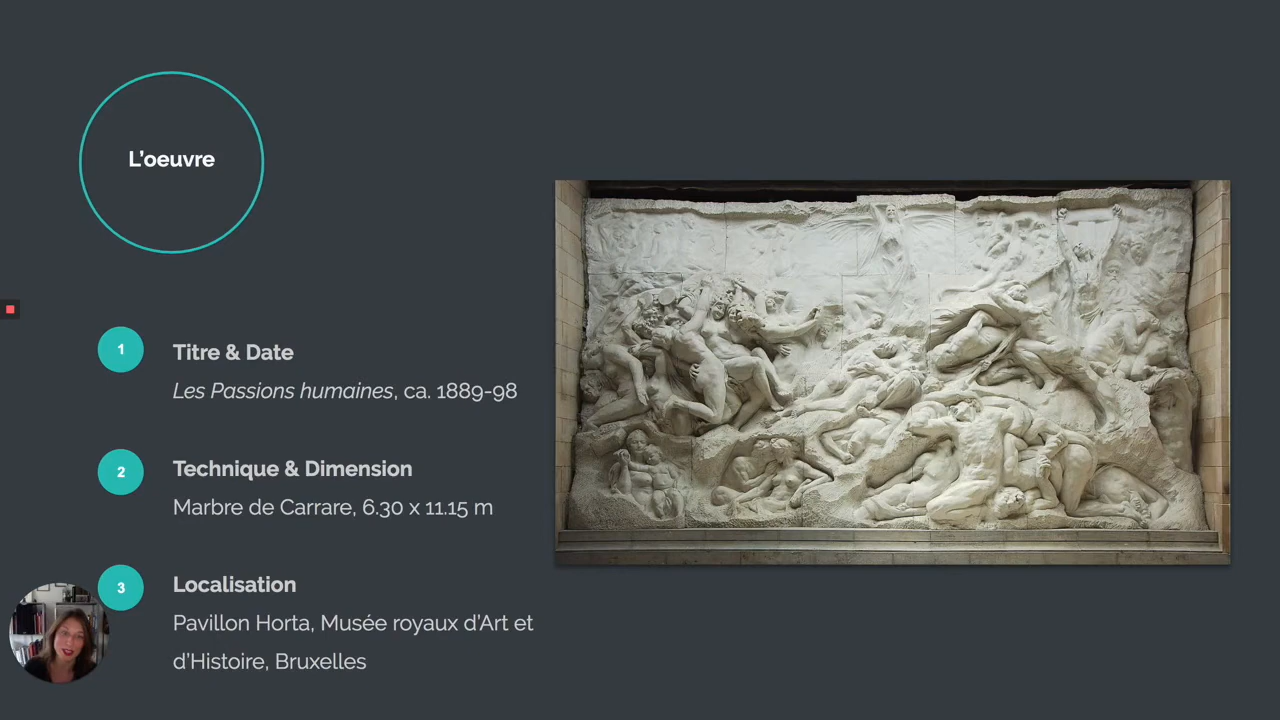 L'oeuvre
1
Titre & Date
Les Passions humaines, ca. 1889-98
2
Technique & Dimension
Marbre de Carrare, 6.30 x 11.15 m
3
Localisation
Pavillon Horta, Musée royaux d'Art et
d'Histoire, Bruxelles